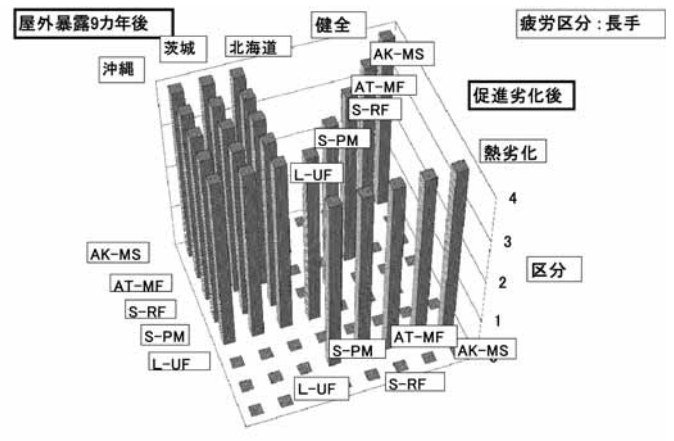 屋外暴露9カ年後
健全
疲労区分：長手
茨城
北海道
沖縄
AK-MS
AT-MF
S-RF
S-PM
L-UF
促進劣化後
熱劣化
4
3
2
1
区分
AK-MS
AT-MF
S-RF
S-PM
L-UF
AT-MF
S-PM
AK-MS
L-UF
S-RF